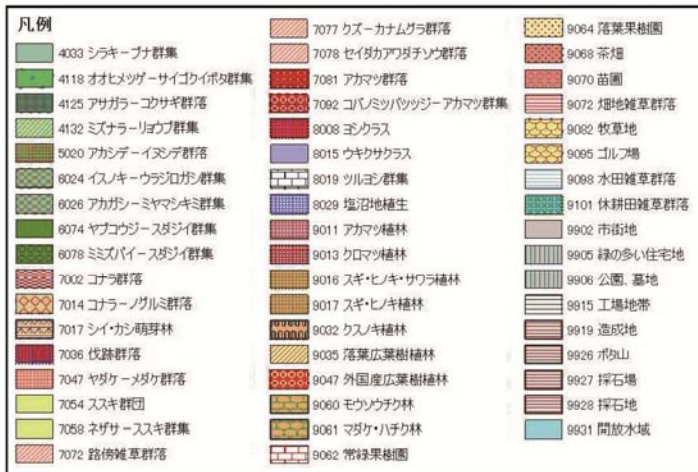 凡例
4033 シラキーブナ群集
4118 オオヒメツゲーサイゴクイボタ群集
4125 アサガラーコクサギ群落
4132 ミズナラーリョウブ群集
5020 アカシデーイヌシデ群落
6024 イスノキーウラジロガシ群集
6026 アカガシーミヤマシキミ群集
6074 ヤブコウジースダジイ群集
6078 ミミズバイースダジイ群集
7002 コナラ群落
7014 コナラーノグルミ群落
7017 シイ・カシ萌芽林
7036 伐跡群落
7047 ヤダケーメダケ群落
7054 ススキ群団
7058 ネザサーススキ群集
7072 路傍雑草群落
7077 クズーカナムグラ群落
7078 セイダカアワダチソウ群落
7081 アカマツ群落
7092 コバノミツバツツジーアカマツ群集
8008 ヨシクラス
8015 ウキクサクラス
8019 ツルヨシ群集
8029 塩沼地植生
9011 アカマツ植林
9013 クロマツ植林
9016 スギ・ヒノキ・サワラ植林
9017 スギ・ヒノキ植林
9032 クスノキ植林
9035 落葉広葉樹植林
9047 外国産広葉樹植林
9060 モウソウチク林
9061 マダケ・ハチク林
9062 常緑果樹園
9064 落葉果樹園
9068 茶畑
9070 苗圃
9072 畑地雑草群落
9082 牧草地
9095 ゴルフ場
9098 水田雑草群落
9101 休耕田雑草群落
9902 市街地
9905 緑の多い住宅地
9906 公園、墓地
9915 工場地帯
9919 造成地
9926 ボタ山
9927 採石場
9928 採石地
9931 開放水域